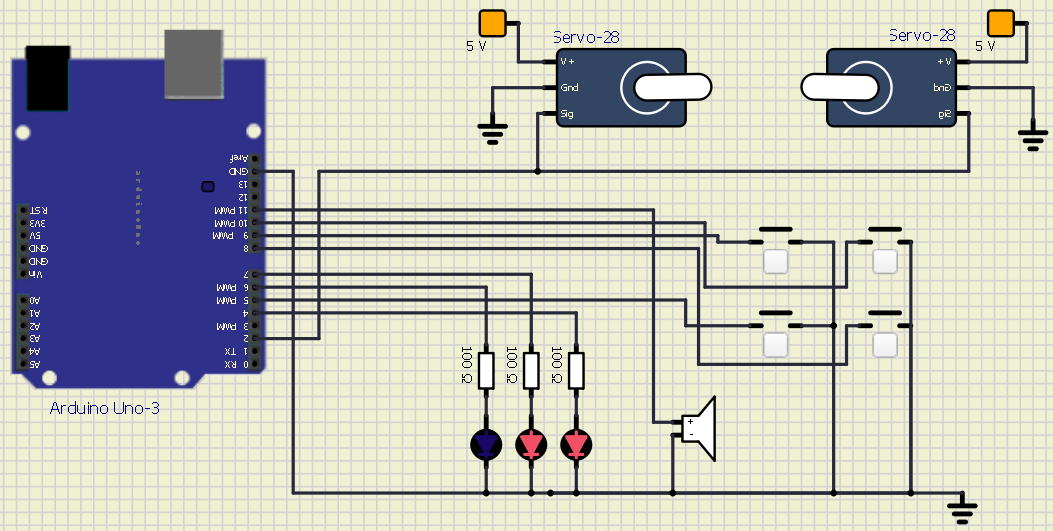 5 V
Servo-28
V+
Gnd
Sig
Servo-28
5 V
V+
Gnd
Sig
Aref
GND
13
12
11 PWM
10 PWM
9 PWM
8
7
6 PWM
5 PWM
4
3 PWM
2
1 TX
0 RX
RST
3V3
5V
GND
GND
Vin
A0
A1
A2
A3
A4
A5
arduino
100 Ω
100 Ω
100 Ω
+
-
Arduino Uno-3